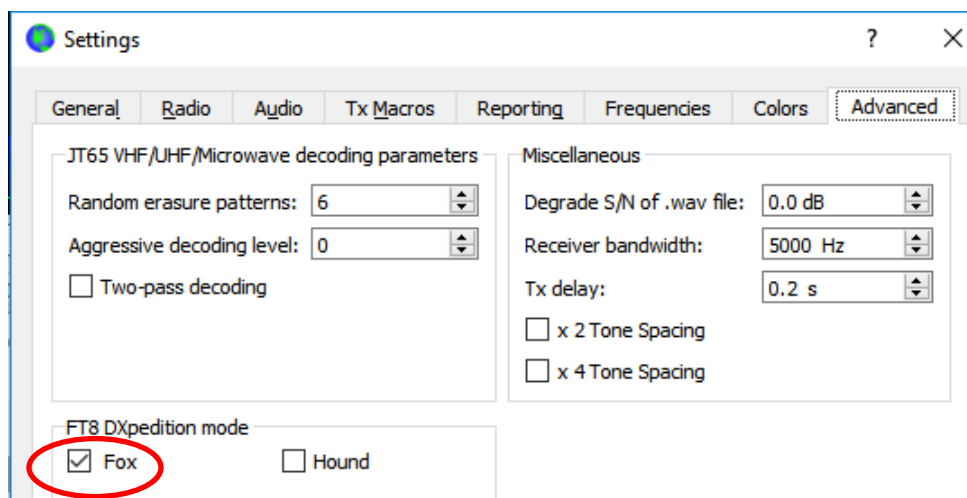 Settings ?
General Radio Audio Tx Macros Reporting Frequencies Colors Advanced
JT65 VHF/UHF/Microwave decoding parameters
Random erasure patterns: 6
Aggressive decoding level: 0
Two-pass decoding
Miscellaneous
Degrade S/N of .wav file: 0.0 dB
Receiver bandwidth: 5000 Hz
Tx delay: 0.2 s
x 2 Tone Spacing
x 4 Tone Spacing
FT8 DXpedition mode
Fox Hound